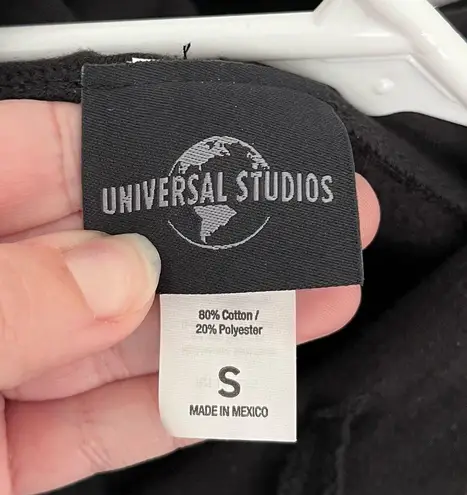 UNIVERSAL STUDIOS
80% Cotton /
20% Polyester
S
MADE IN MEXICO